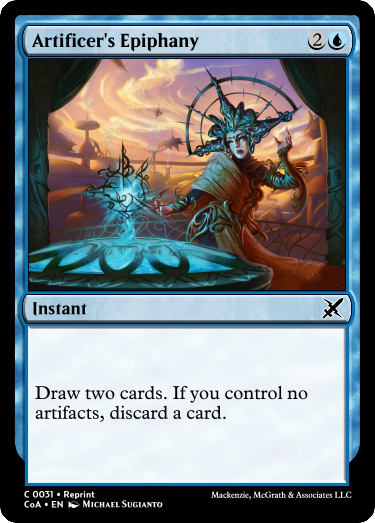 Artificer's Epiphany 2
Instant
Draw two cards. If you control no
artifacts, discard a card.
C 0031 • Reprint
CoA • EN Michael Sugianto
Mackenzie, McGrath & Associates LLC